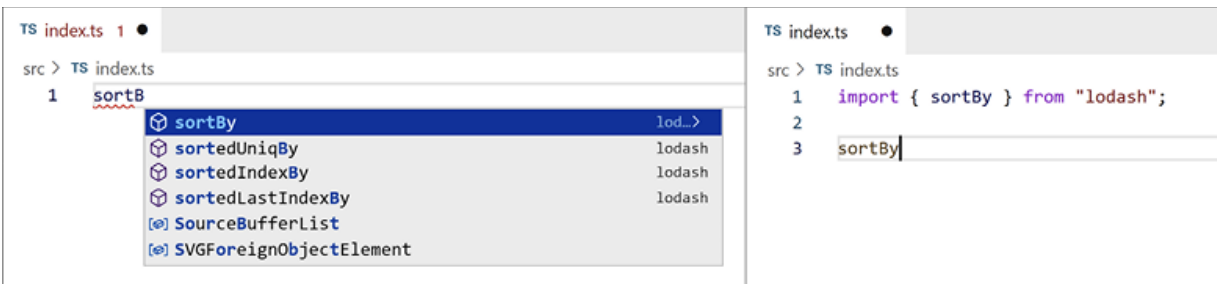 TS index.ts 1
src > TS index.ts
1 sortB
sortBy lod...>
sortedUniqBy lodash
sortedIndexBy lodash
sortedLastIndexBy lodash
SourceBufferList
SVGForeignObjectElement
TS index.ts
src > TS index.ts
1 import { sortBy } from "lodash";
2
3 sortBy